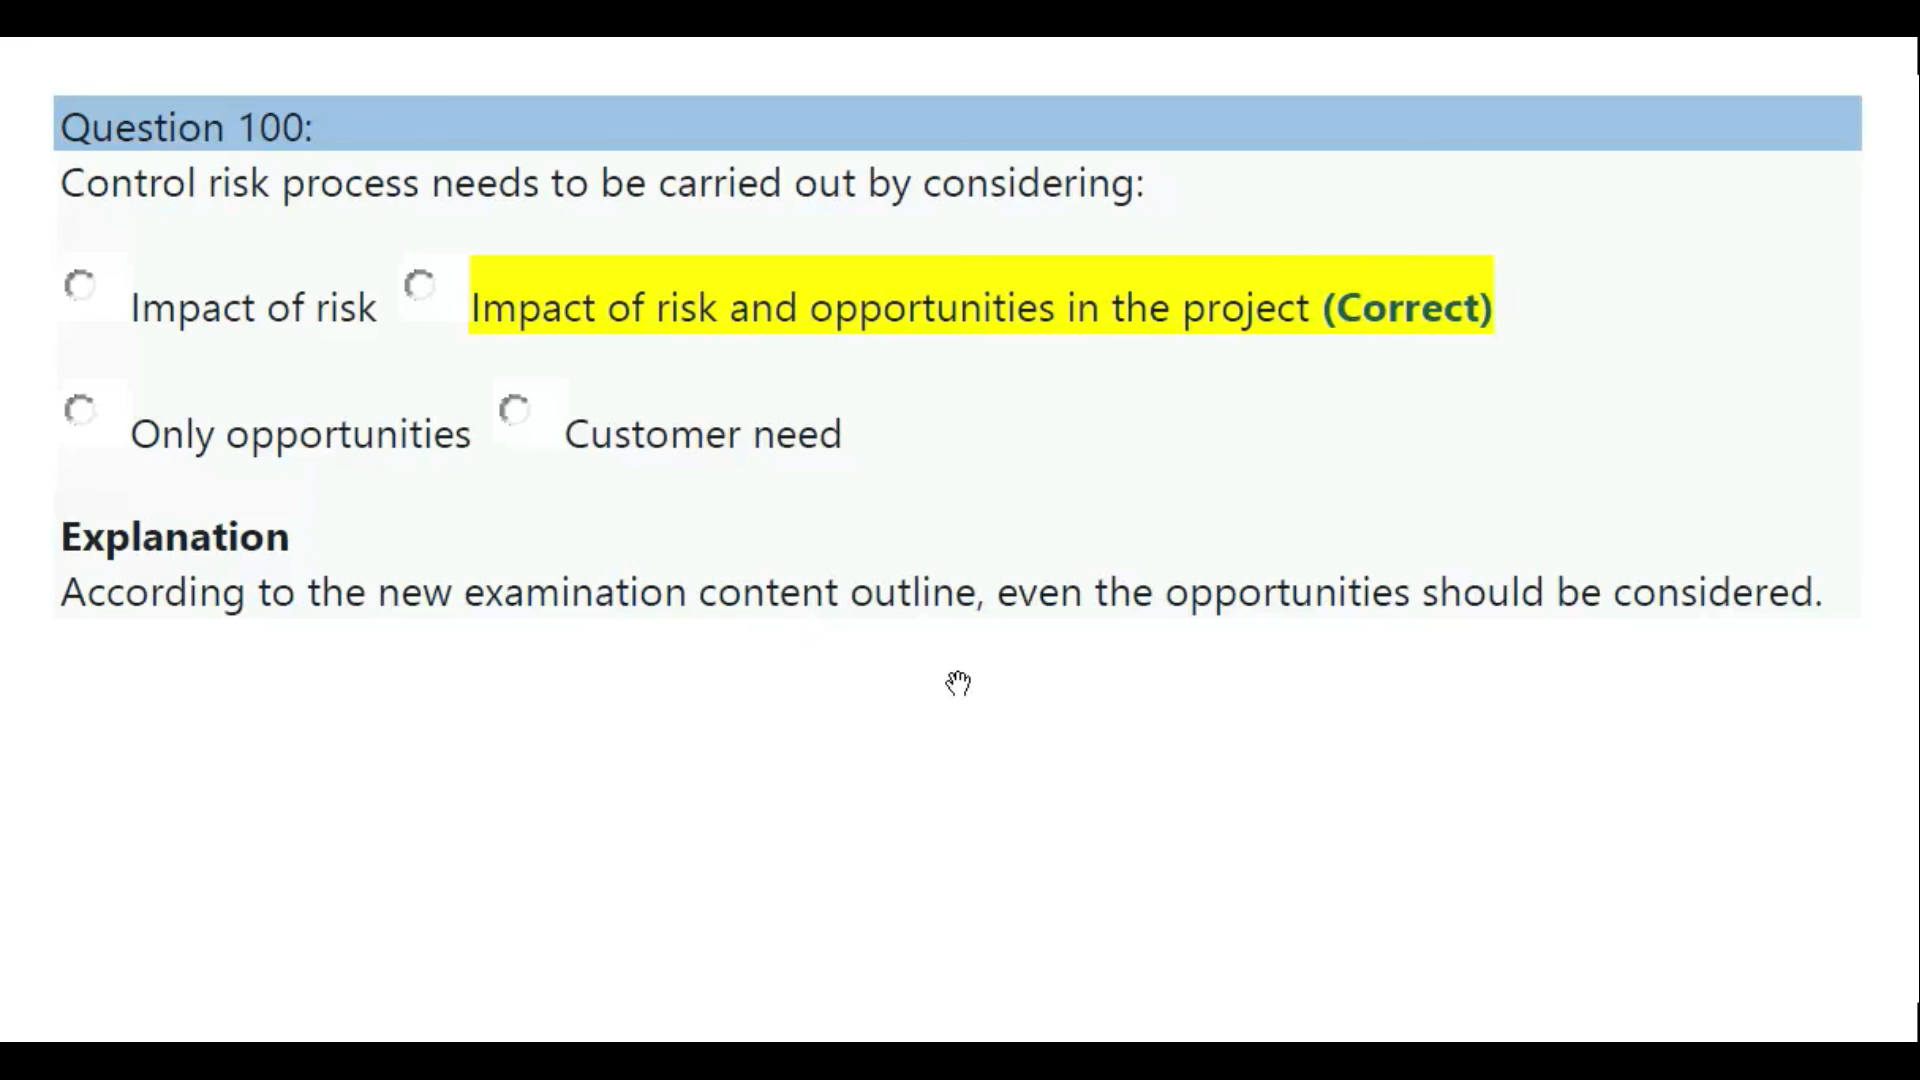 Question 100:
Control risk process needs to be carried out by considering:
Impact of risk Impact of risk and opportunities in the project (Correct)
Only opportunities Customer need
Explanation
According to the new examination content outline, even the opportunities should be considered.